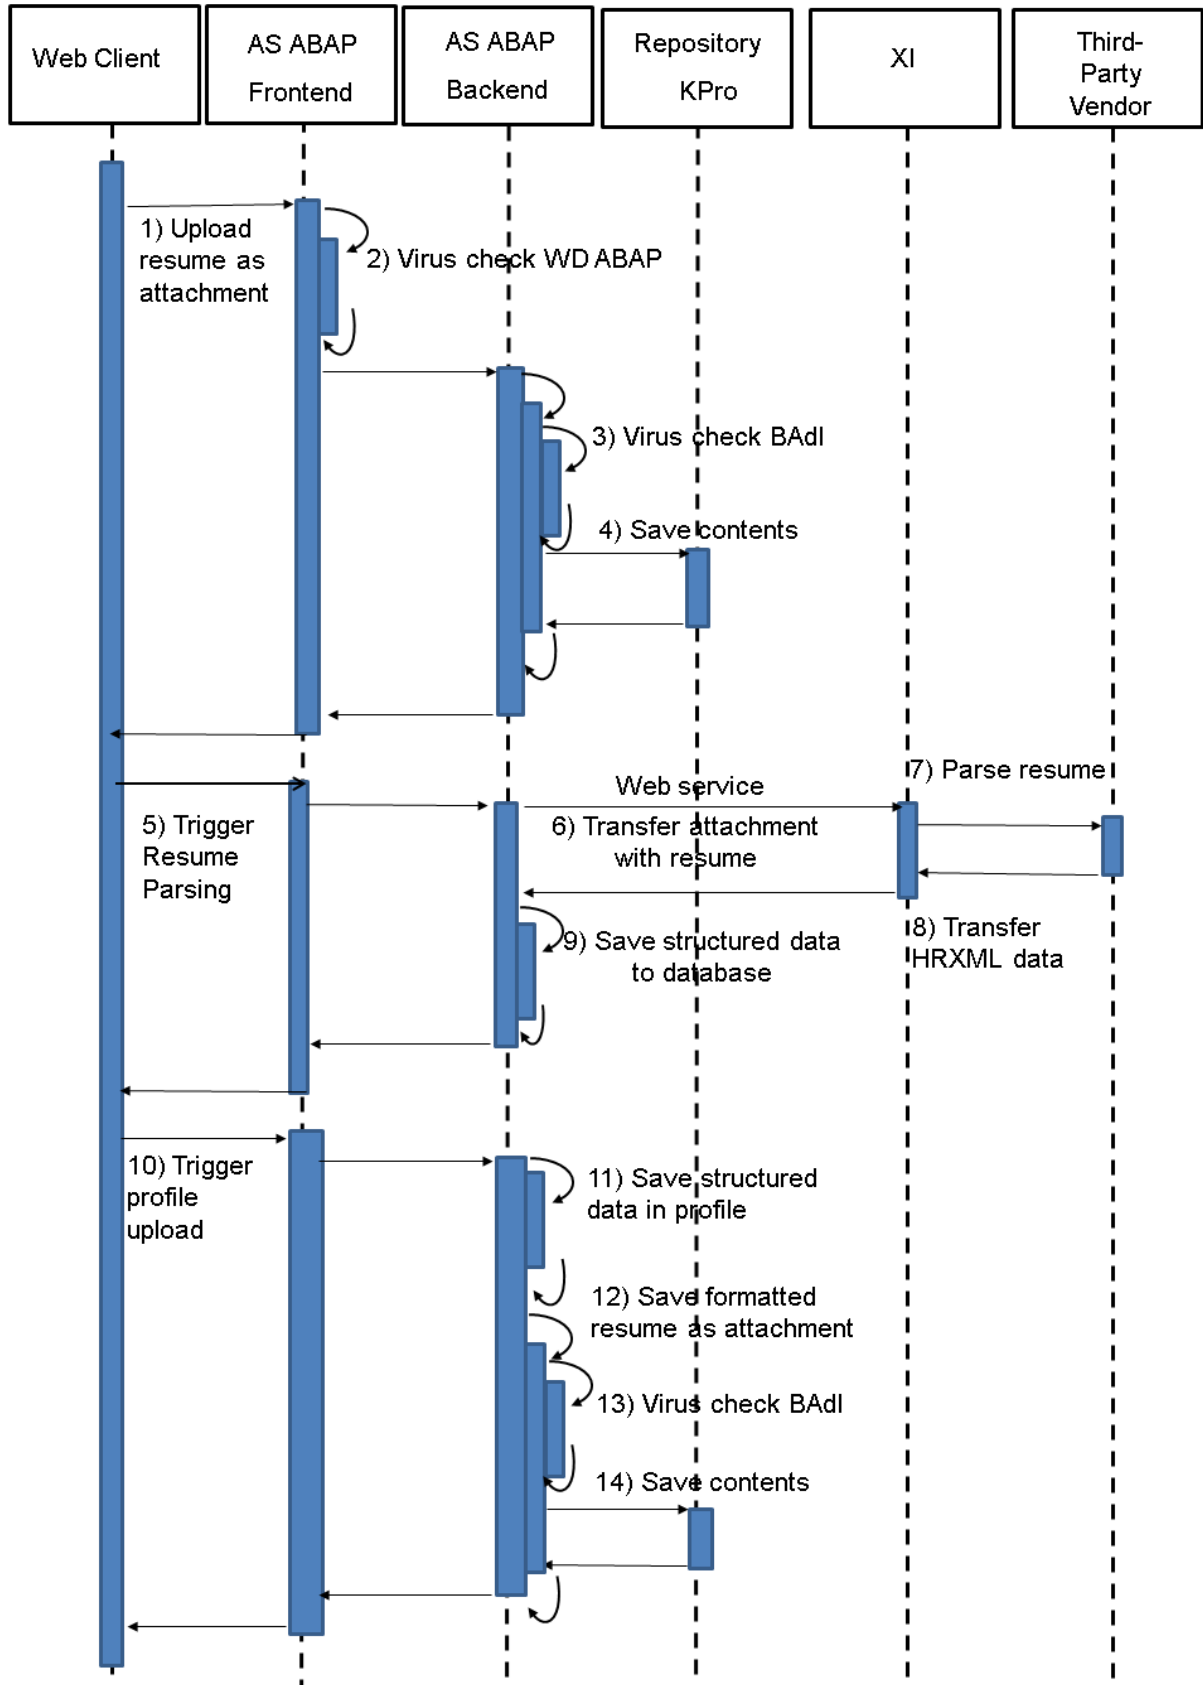 Web Client
AS ABAP
Frontend
AS ABAP
Backend
Repository
KPro
XI
Third-
Party
Vendor
1) Upload
resume as
attachment
2) Virus check WD ABAP
3) Virus check BAdI
4) Save contents
5) Trigger
Resume
Parsing
Web service
6) Transfer attachment
with resume
7) Parse resume
8) Transfer
HRXML data
9) Save structured data
to database
10) Trigger
profile
upload
11) Save structured
data in profile
12) Save formatted
resume as attachment
13) Virus check BAdI
14) Save contents